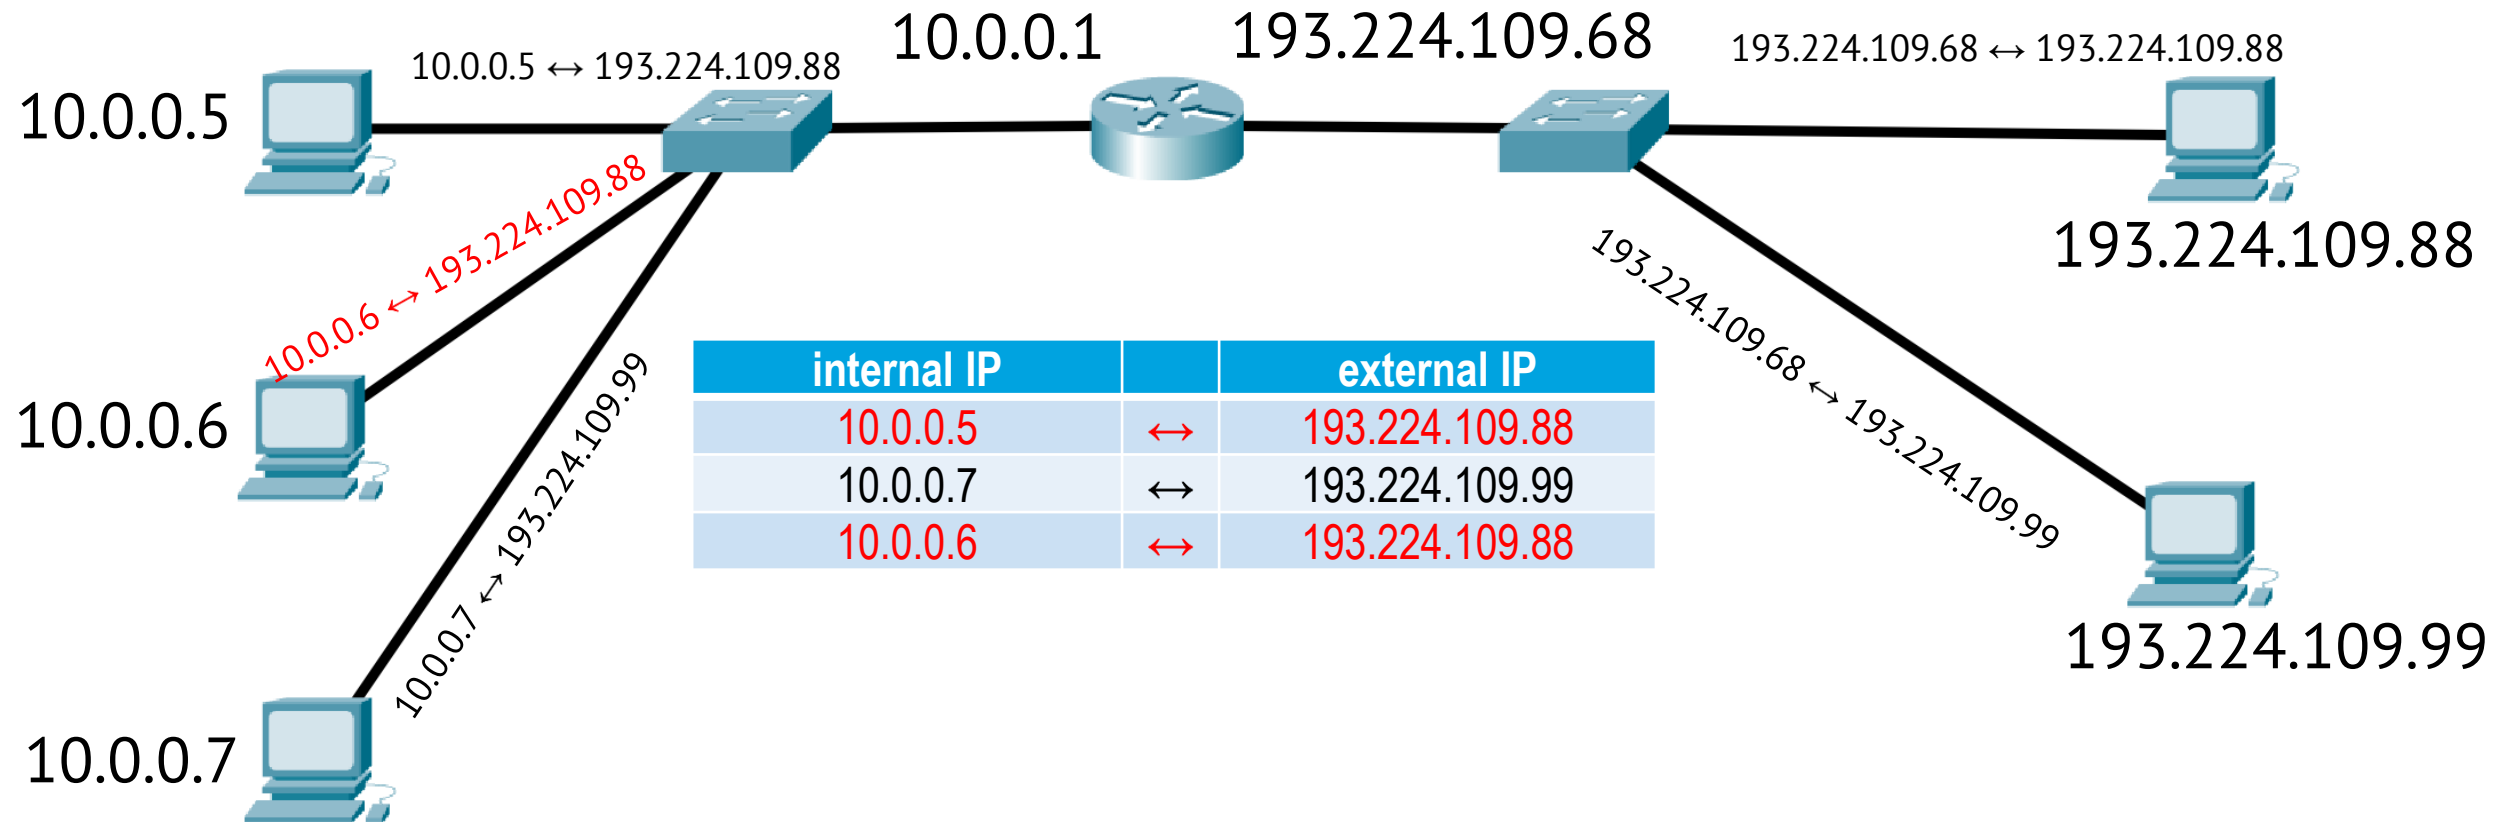 10.0.0.1
193.224.109.68
10.0.0.5 ↔ 193.224.109.88
193.224.109.68 ↔ 193.224.109.88
10.0.0.5
10.0.0.6 ↔ 193.224.109.88
193.224.109.88
193.224.109.68 ↔ 193.224.109.99
internal IP external IP
10.0.0.5 ↔ 193.224.109.88
10.0.0.7 ↔ 193.224.109.99
10.0.0.6 ↔ 193.224.109.88
10.0.0.6
10.0.0.7 ↔ 193.224.109.99
193.224.109.99
10.0.0.7